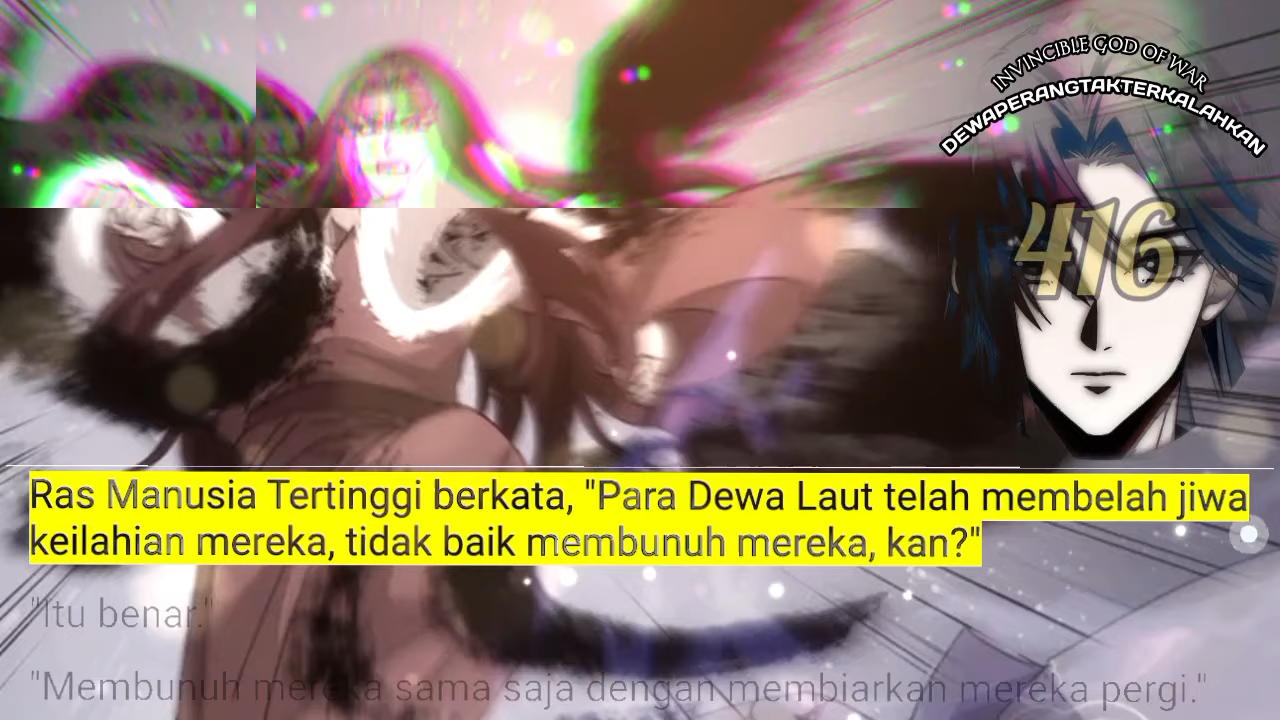 INVINCIBLE GOD OF WAR
DEWAPERANGTAKTERKALAHKAN
416
Ras Manusia Tertinggi berkata, "Para Dewa Laut telah membelah jiwa
keilahian mereka, tidak baik membunuh mereka, kan?"
"Itu benar."
"Membunuh mereka sama saja dengan membiarkan mereka pergi."